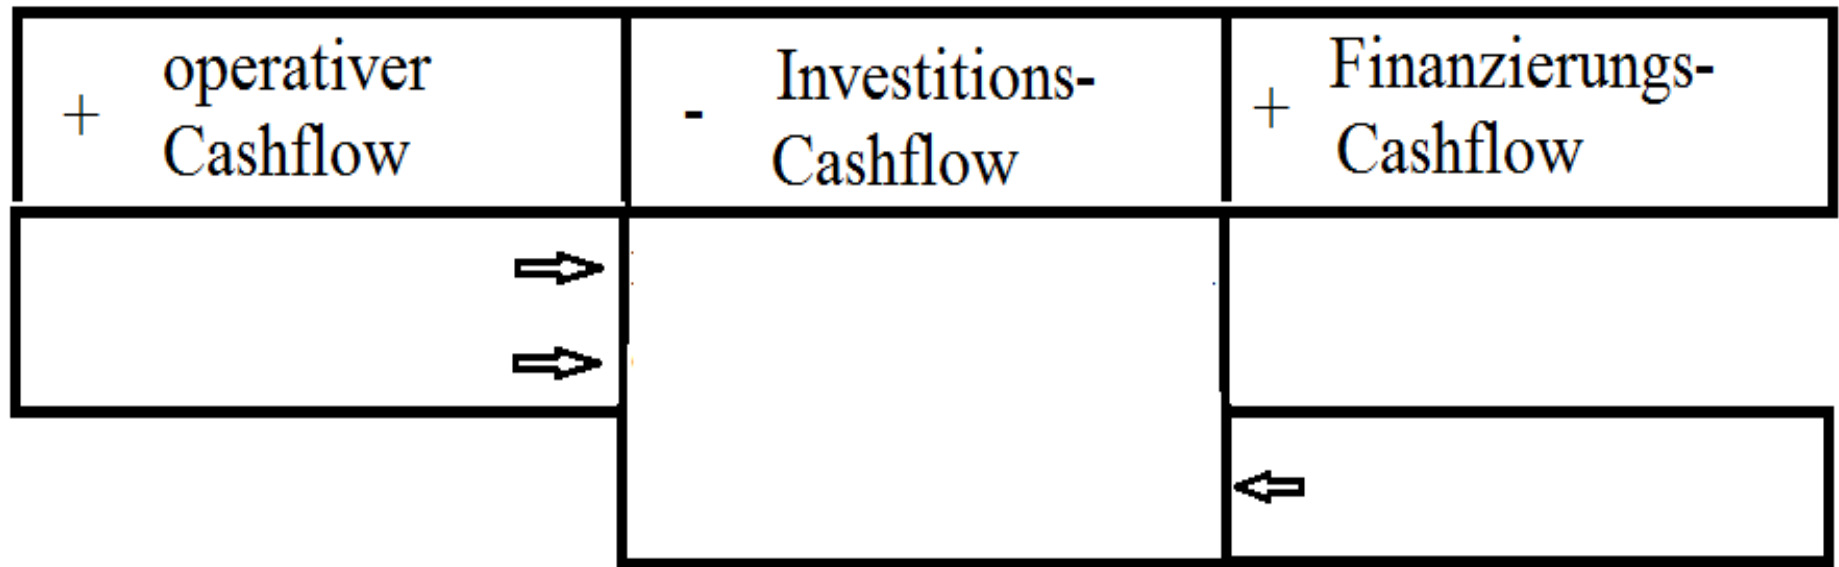 + operativer
Cashflow
- Investitions-
Cashflow
+ Finanzierungs-
Cashflow